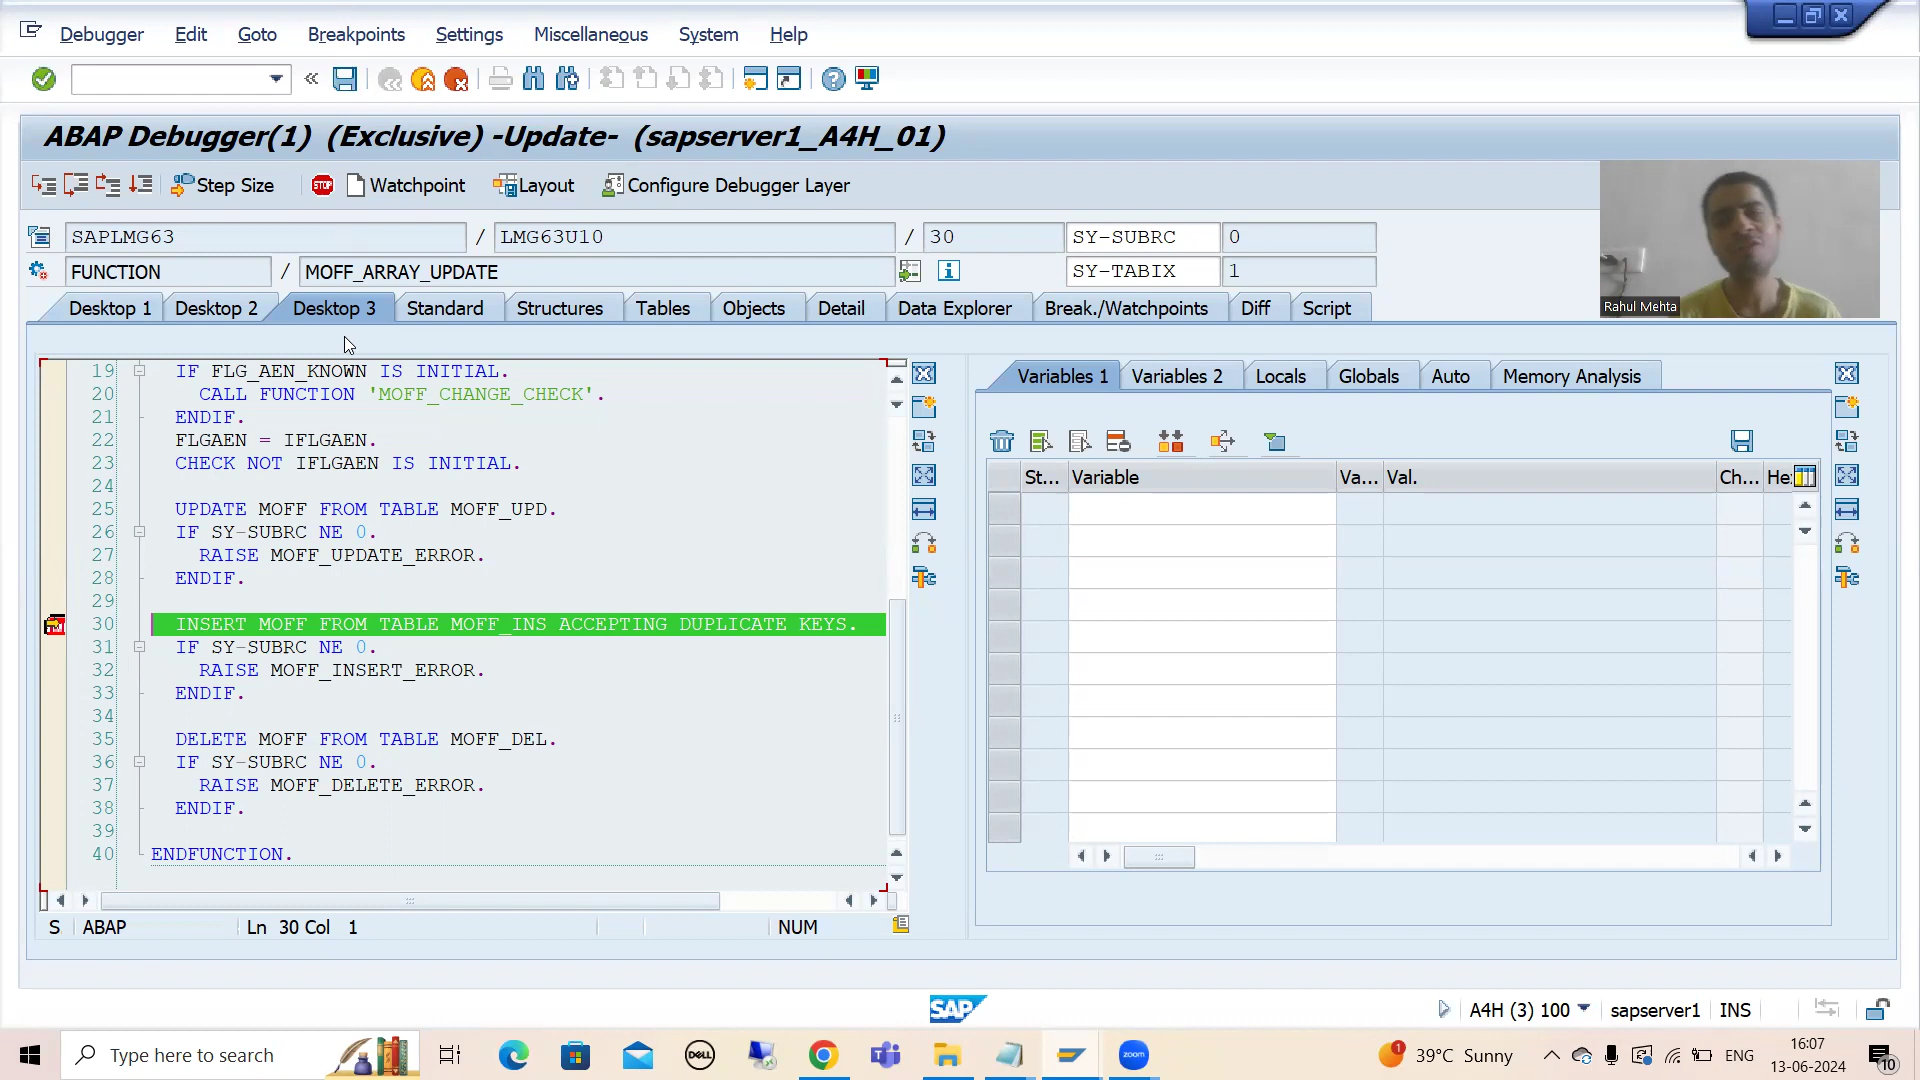 Debugger Edit Goto Breakpoints Settings Miscellaneous System Help
ABAP Debugger(1) (Exclusive) -Update- (sapserver1_A4H_01)
STOP
Step Size Watchpoint Layout Configure Debugger Layer
SAPLMG63 / LMG63U10 / 30 SY-SUBRC 0
FUNCTION / MOFF_ARRAY_UPDATE SY-TABIX 1
Rahul Mehta
Desktop 1 Desktop 2 Desktop 3 Standard Structures Tables Objects Detail Data Explorer Break./Watchpoints Diff Script
Variables 1 Variables 2 Locals Globals Auto Memory Analysis
St... Variable Va... Val. Ch... He
19 IF FLG_AEN_KNOWN IS INITIAL.
20 CALL FUNCTION 'MOFF_CHANGE_CHECK'.
21 ENDIF.
22 FLGAEN = IFLGAEN.
23 CHECK NOT IFLGAEN IS INITIAL.
24
25 UPDATE MOFF FROM TABLE MOFF_UPD.
26 IF SY-SUBRC NE 0.
27 RAISE MOFF_UPDATE_ERROR.
28 ENDIF.
29
30 INSERT MOFF FROM TABLE MOFF_INS ACCEPTING DUPLICATE KEYS.
31 IF SY-SUBRC NE 0.
32 RAISE MOFF_INSERT_ERROR.
33 ENDIF.
34
35 DELETE MOFF FROM TABLE MOFF_DEL.
36 IF SY-SUBRC NE 0.
37 RAISE MOFF_DELETE_ERROR.
38 ENDIF.
39
40 ENDFUNCTION.
S ABAP Ln 30 Col 1 NUM
SAP
A4H (3) 100 sapserver1 INS
Type here to search
DELL
zoom
1
39°C Sunny
ENG
16:07
13-06-2024
10